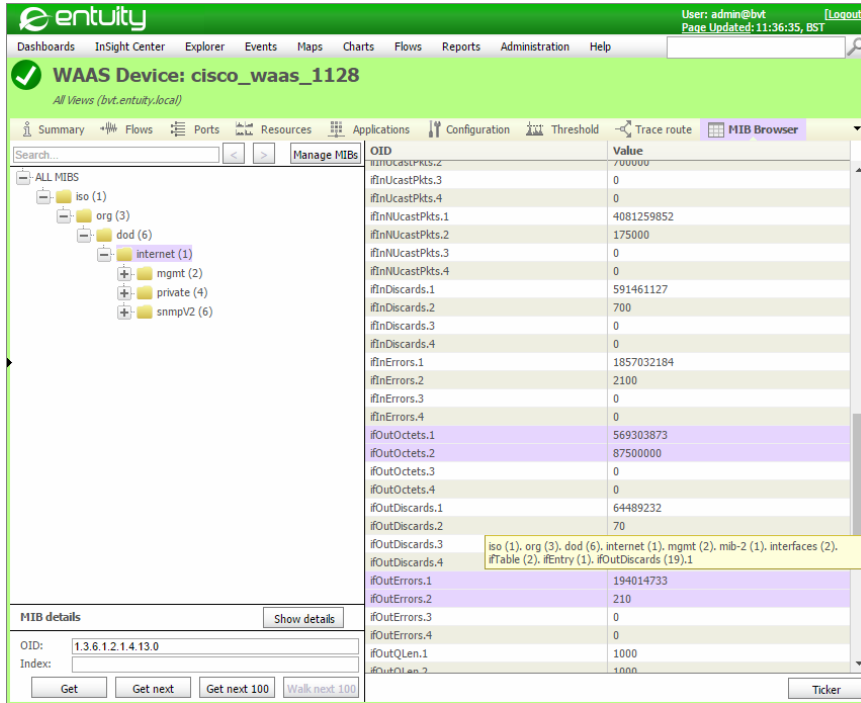 entuity
User: admin@bvt [Logout
Page Updated: 11:36:35, BST
Dashboards InSight Center Explorer Events Maps Charts Flows Reports Administration Help
WAAS Device: cisco_waas_1128
All Views (bvt.entuity.local)
Summary Flows Ports Resources Applications Configuration Threshold Trace route MIB Browser
Search... < > Manage MIBs
ALL MIBS
iso (1)
org (3)
dod (6)
internet (1)
mgmt (2)
private (4)
snmpV2 (6)
MIB details Show details
OID: 1.3.6.1.2.1.4.13.0
Index:
Get Get next Get next 100 Walk next 100
OID Value
ifInUcastPkts.2 700000
ifInUcastPkts.3 0
ifInUcastPkts.4 0
ifInNUcastPkts.1 4081259852
ifInNUcastPkts.2 175000
ifInNUcastPkts.3 0
ifInNUcastPkts.4 0
ifInDiscards.1 591461127
ifInDiscards.2 700
ifInDiscards.3 0
ifInDiscards.4 0
ifInErrors.1 1857032184
ifInErrors.2 2100
ifInErrors.3 0
ifInErrors.4 0
ifOutOctets.1 569303873
ifOutOctets.2 87500000
ifOutOctets.3 0
ifOutOctets.4 0
ifOutDiscards.1 64489232
ifOutDiscards.2 70
ifOutDiscards.3
ifOutDiscards.4
iso (1). org (3). dod (6). internet (1). mgmt (2). mib-2 (1). interfaces (2).
ifTable (2). ifEntry (1). ifOutDiscards (19).1
ifOutErrors.1 194014733
ifOutErrors.2 210
ifOutErrors.3 0
ifOutErrors.4 0
ifOutQLen.1 1000
ifOutQLen.2 1000
Ticker